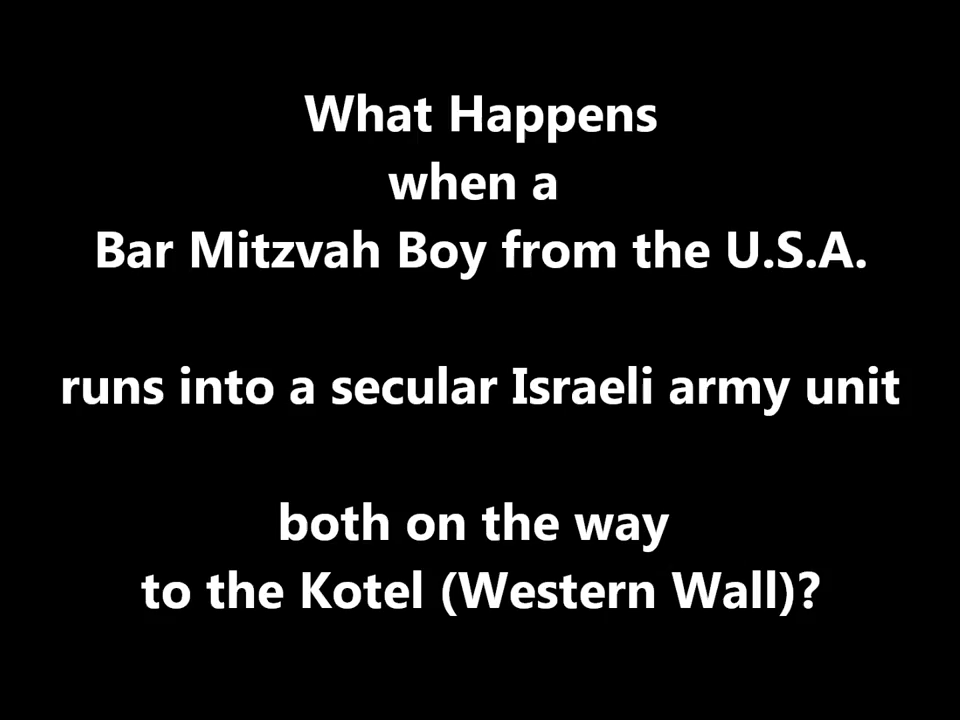 What Happens
when a
Bar Mitzvah Boy from the U.S.A.
runs into a secular Israeli army unit
both on the way
to the Kotel (Western Wall)?